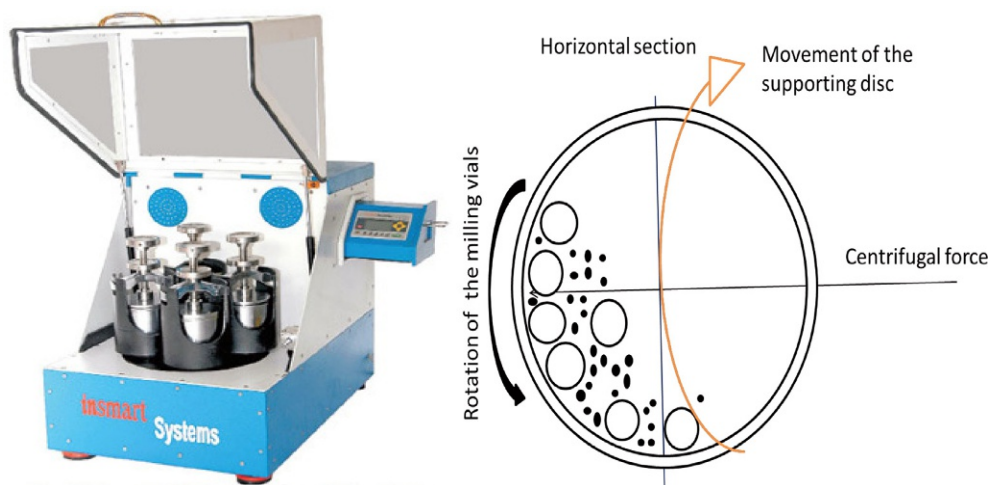 insmart
Systems
Horizontal section
Movement of the
supporting disc
Rotation of the milling vials
Centrifugal force